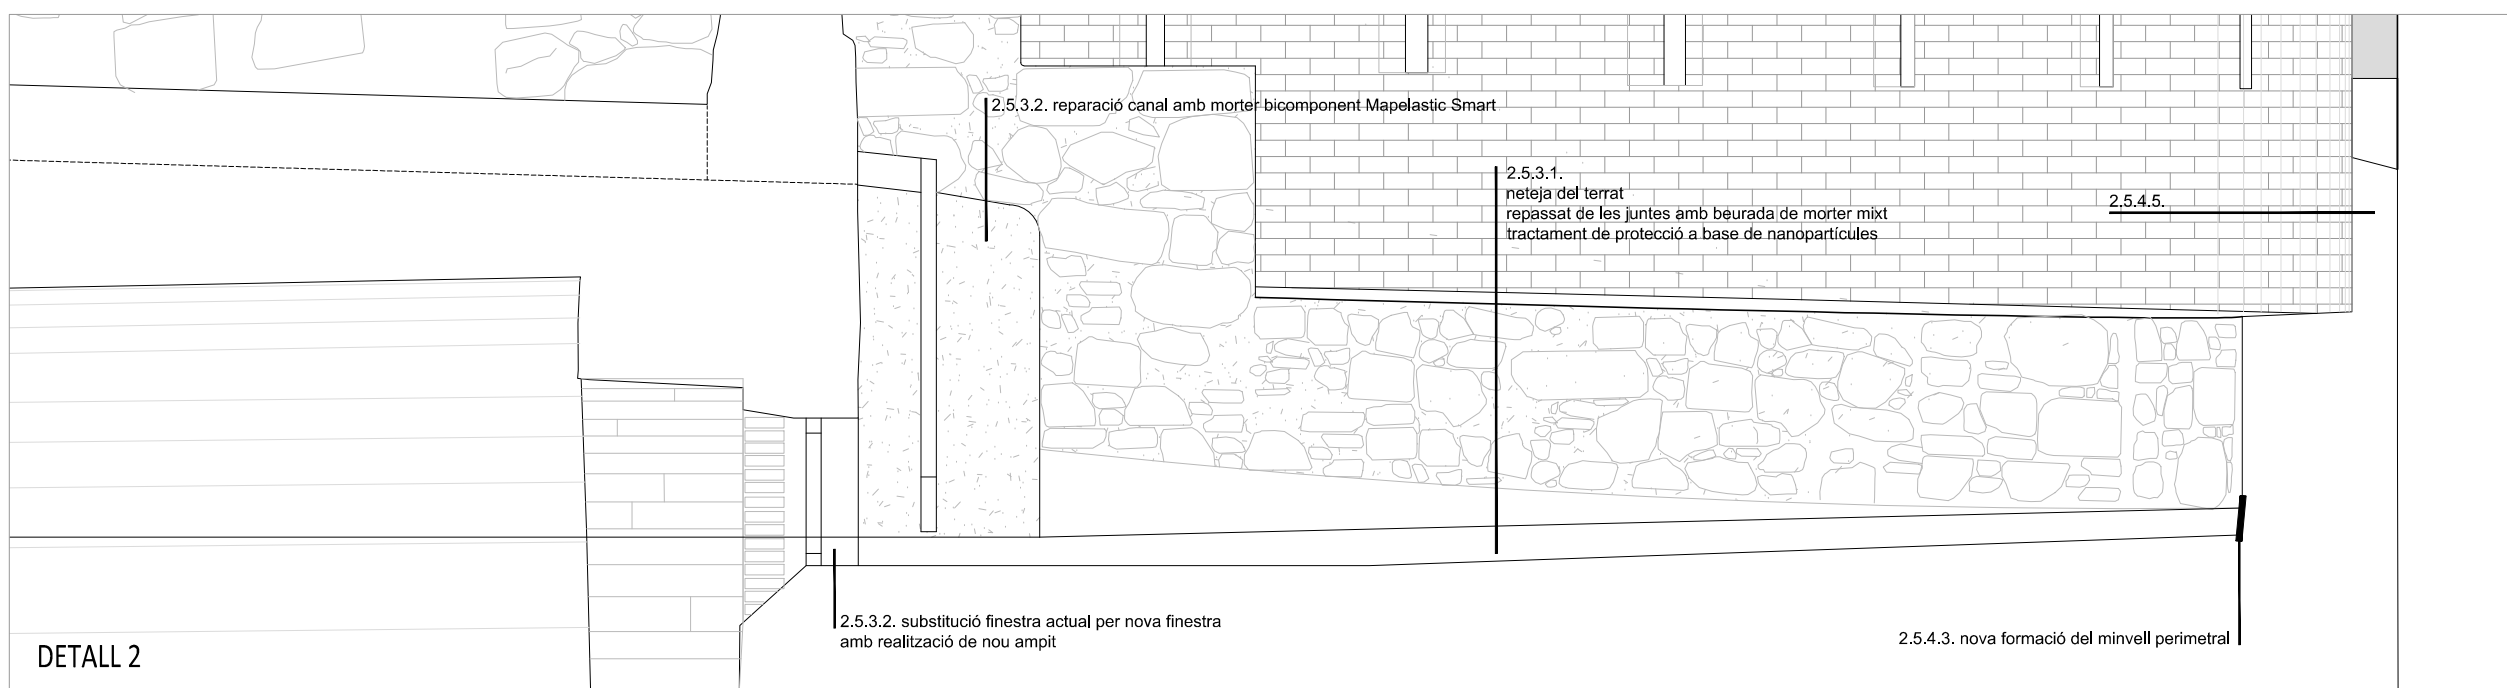 2.5.3.2. reparació canal amb morter bicomponent Mapelastic Smart
2.5.3.1.
neteja del terrat
repassat de les juntes amb beurada de morter mixt
tractament de protecció a base de nanopartícules
2.5.4.5.
2.5.3.2. substitució finestra actual per nova finestra
amb realització de nou ampit
2.5.4.3. nova formació del minvell perimetral
DETALL 2